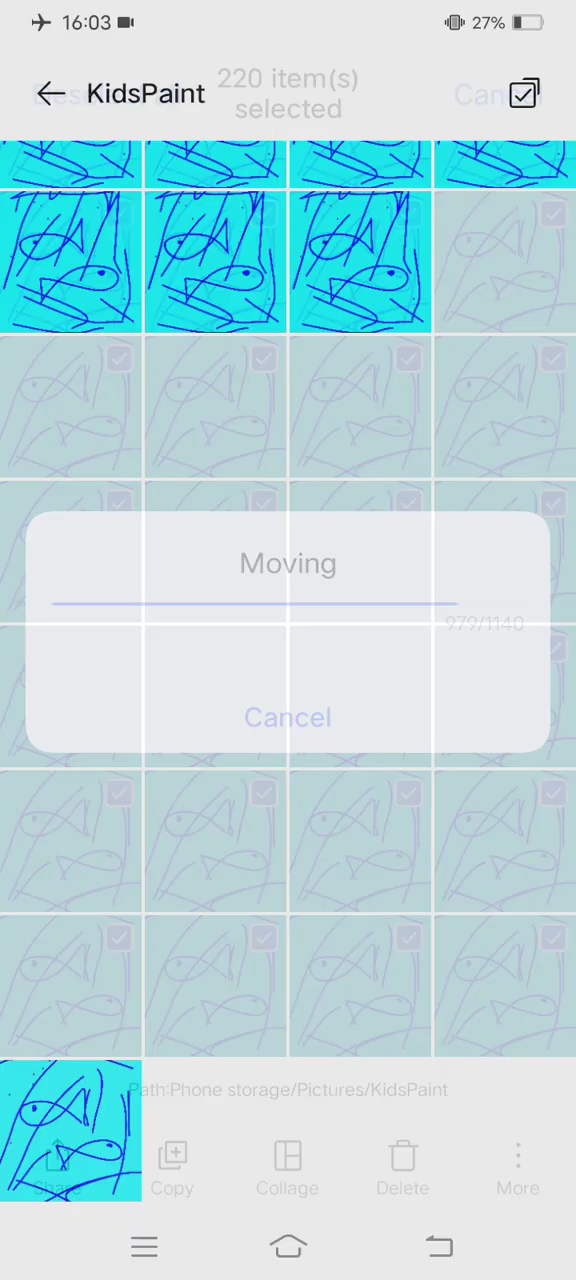 16:03
27%
220 item(s)
KidsPaint
selected
Cancel
Moving
979/1140
Cancel
Path:Phone storage/Pictures/KidsPaint
Share Copy Collage Delete More